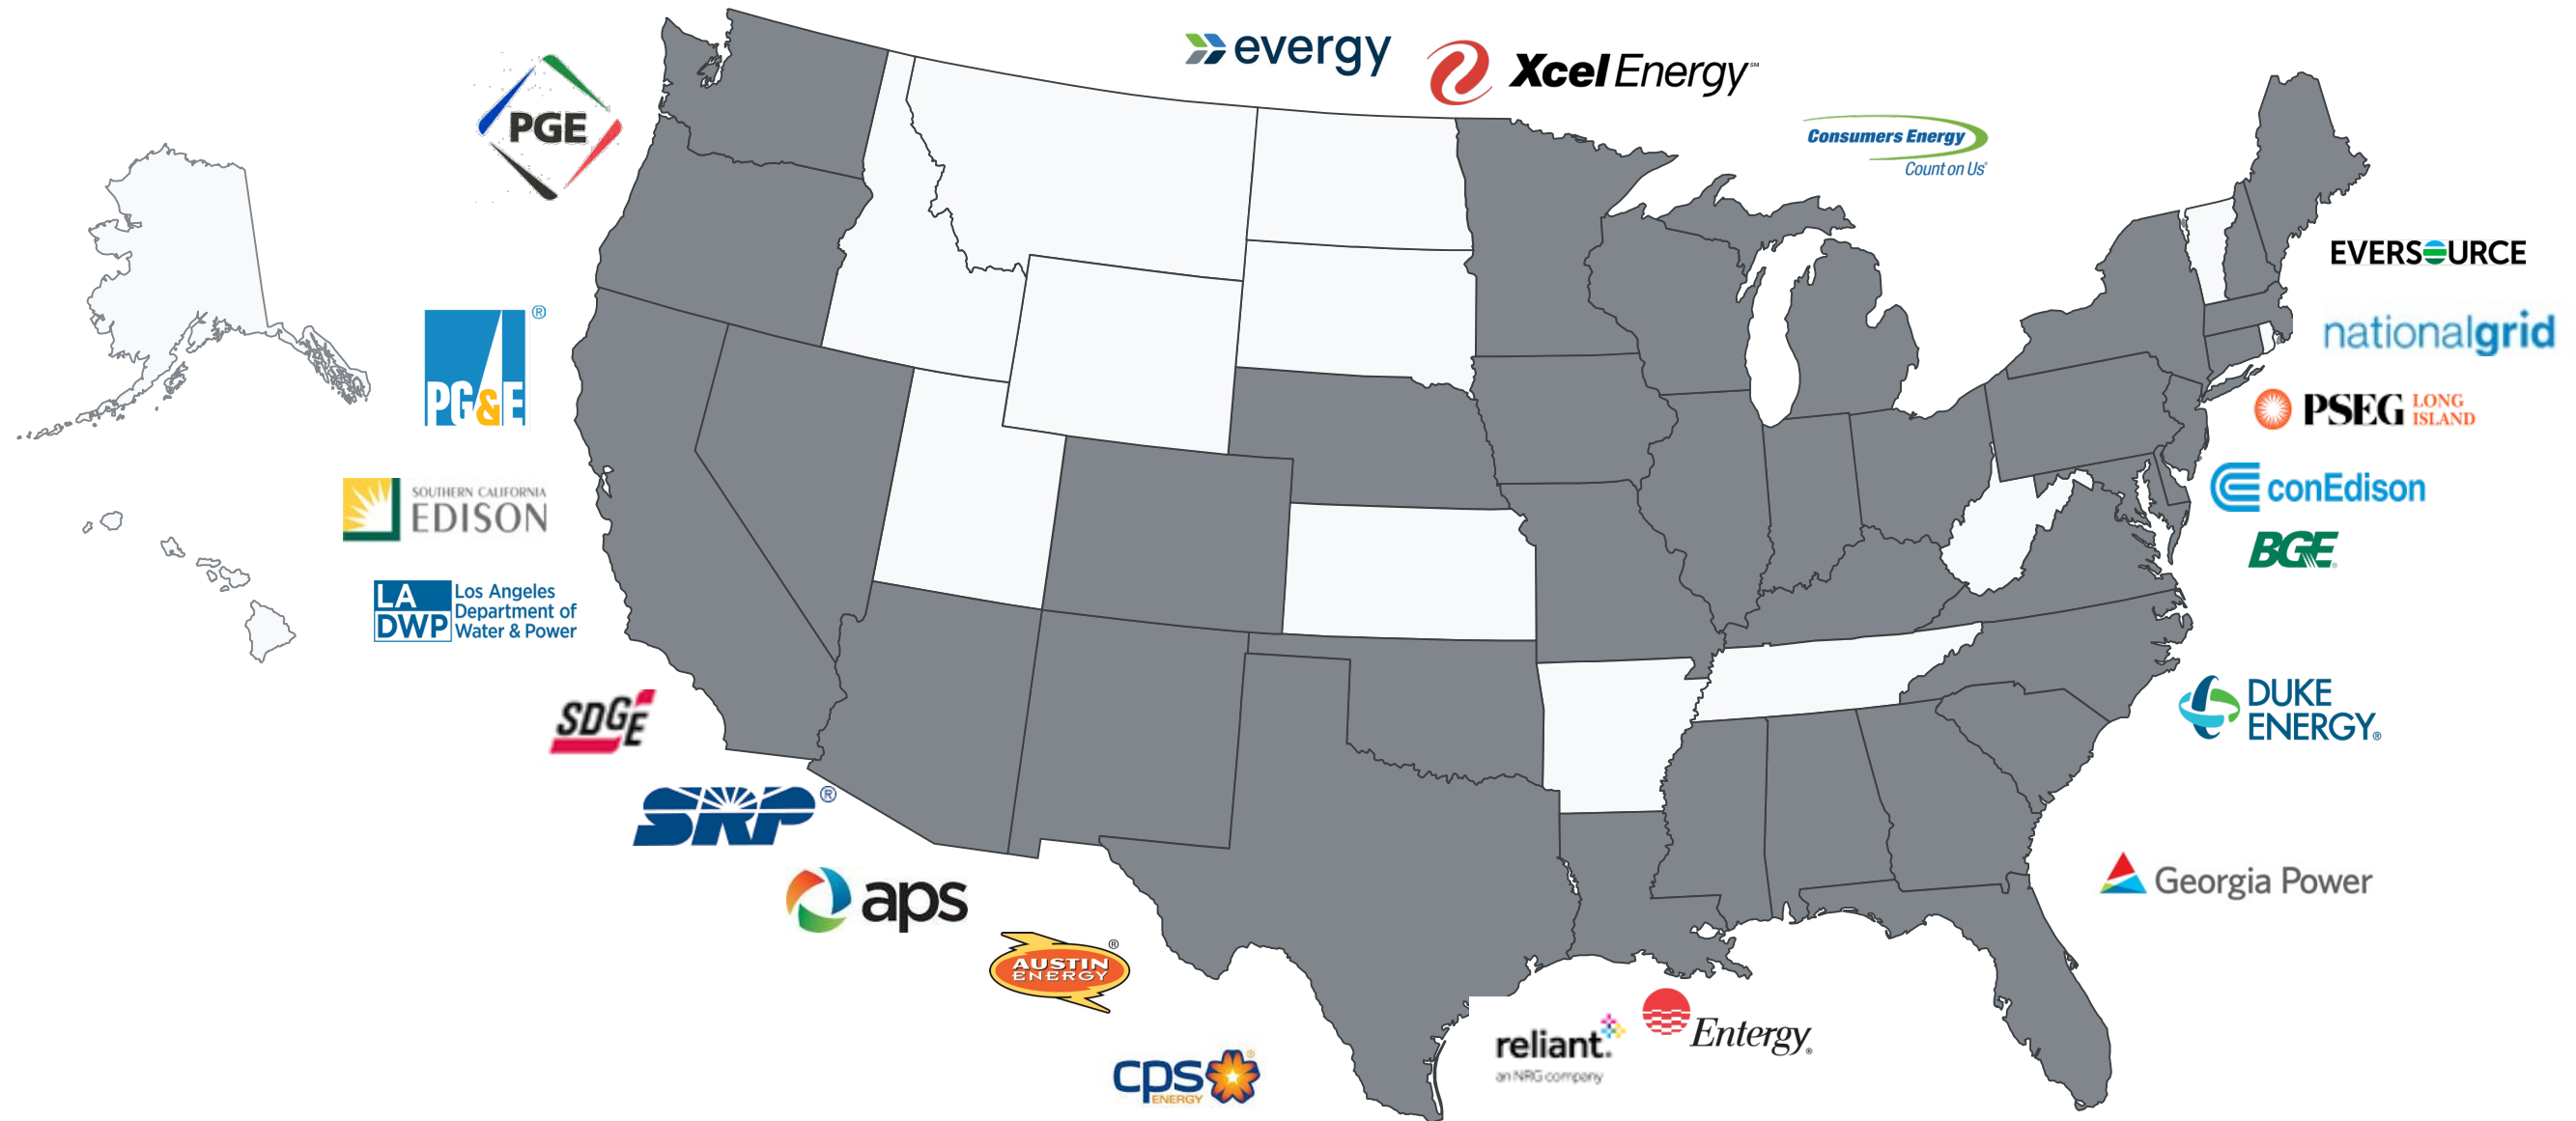 evergy
Xcel Energy℠
PGE
Consumers Energy
Count on Us®
EVERSOURCE
nationalgrid
®
PG&E
PSEG LONG
ISLAND
SOUTHERN CALIFORNIA
EDISON
conEdison
BGE®
LA
DWP
Los Angeles
Department of
Water & Power
DUKE
ENERGY®
SDGE
SRP®
aps
Georgia Power
AUSTIN
ENERGY
®
reliant.
an NRG company
Entergy®
cps
ENERGY
®